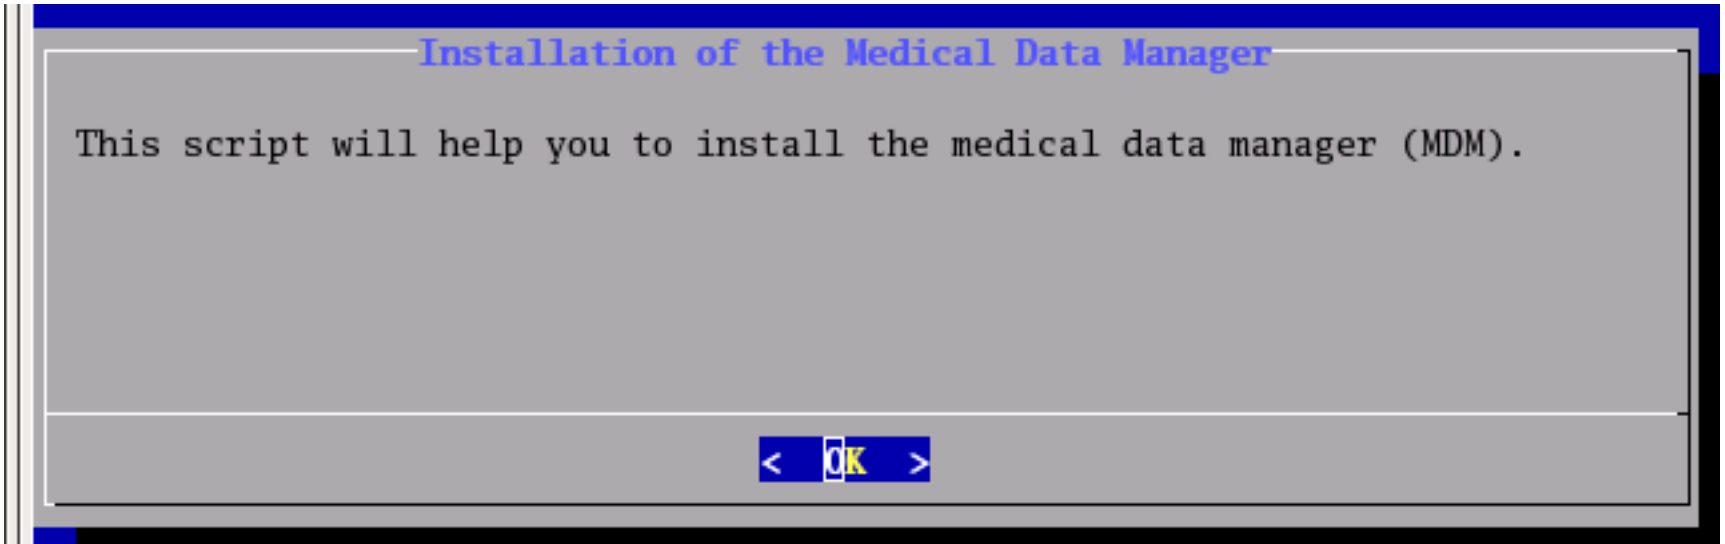 Installation of the Medical Data Manager
This script will help you to install the medical data manager (MDM).
<  OK  >